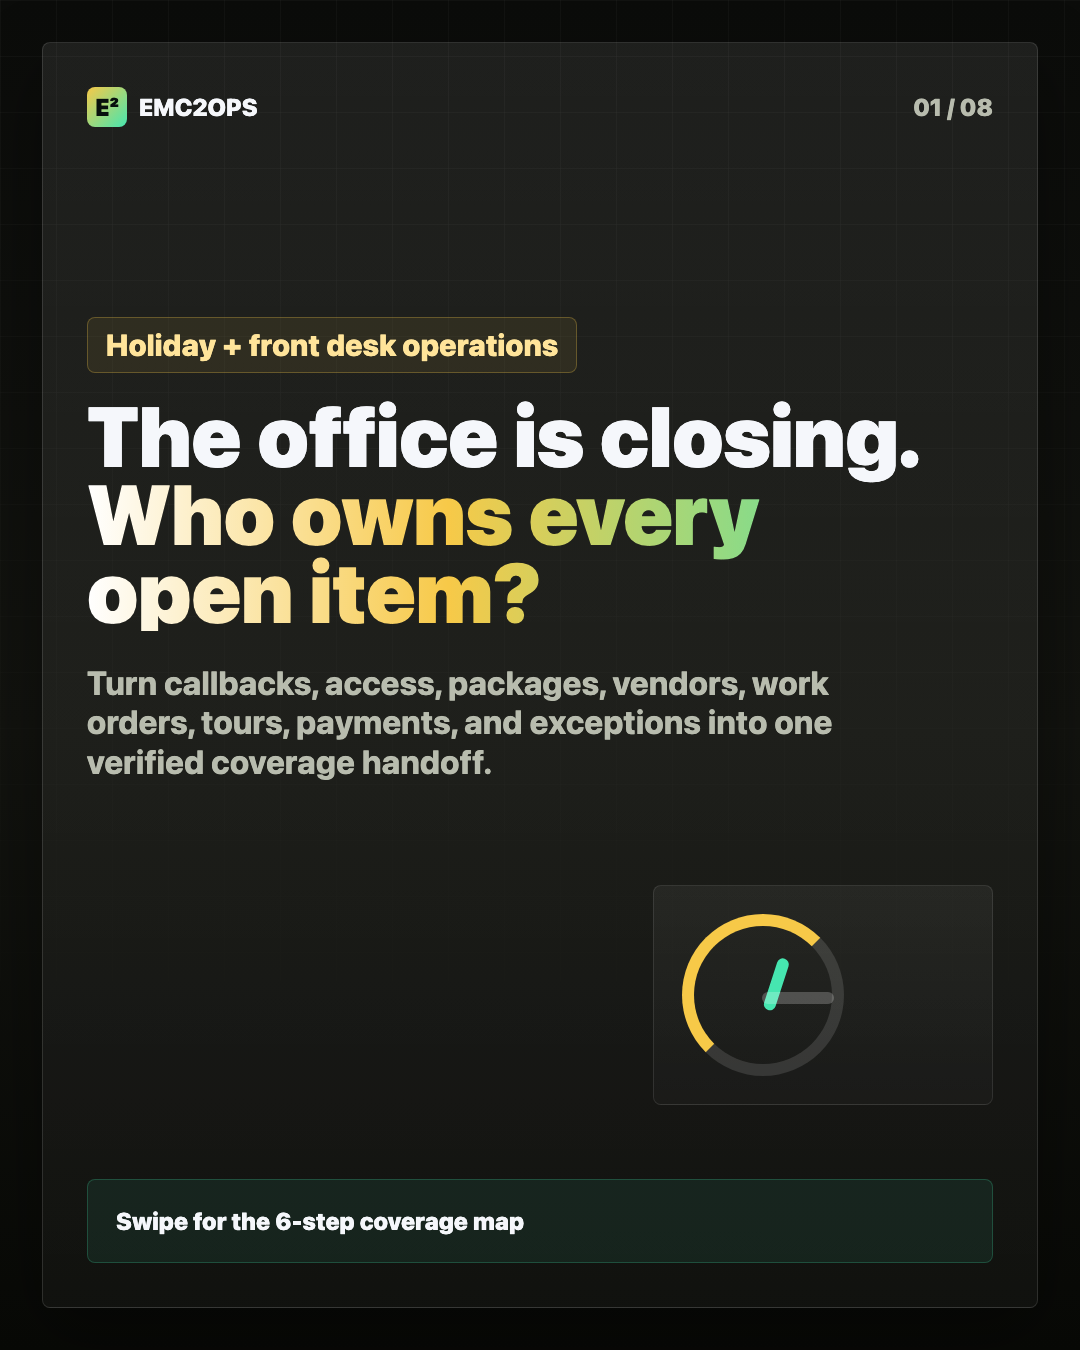 E²
EMC2OPS
01 / 08
Holiday + front desk operations
The office is closing.
Who owns every
open item?
Turn callbacks, access, packages, vendors, work
orders, tours, payments, and exceptions into one
verified coverage handoff.
Swipe for the 6-step coverage map